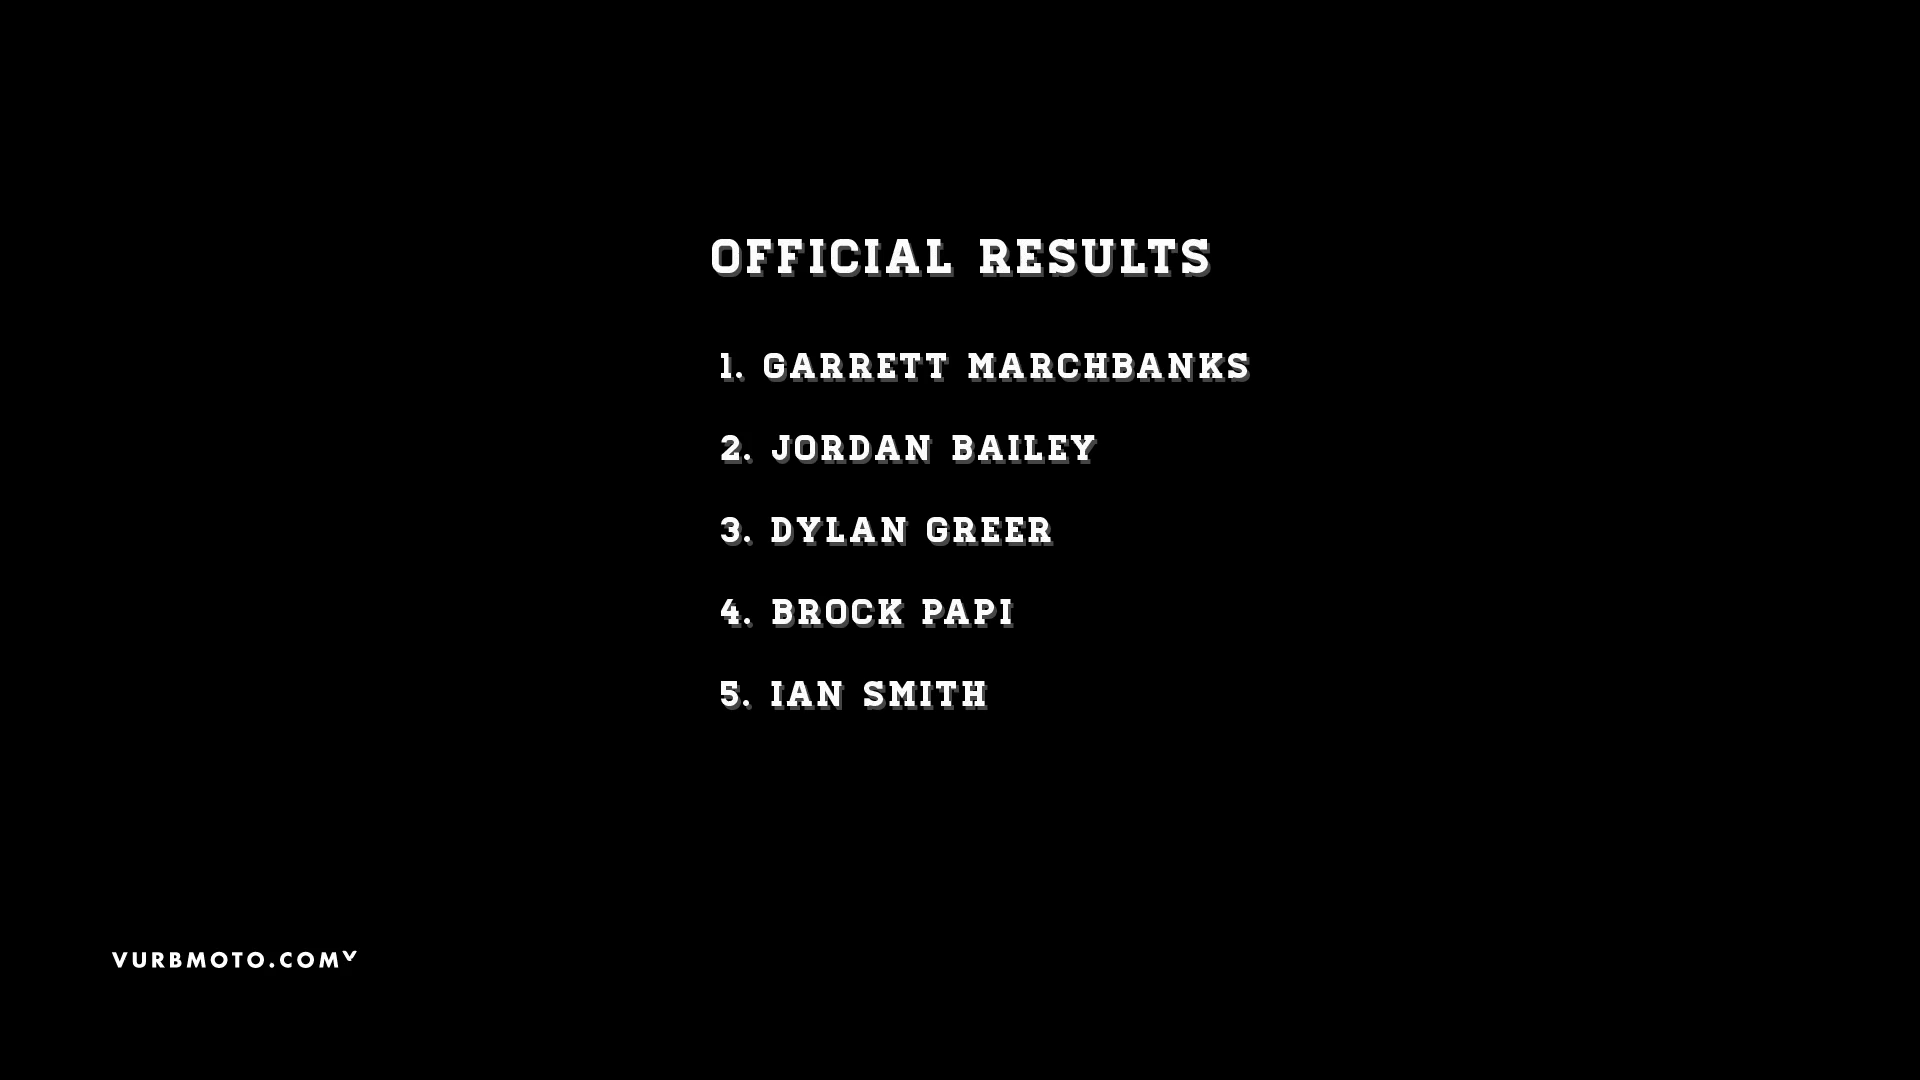 OFFICIAL RESULTS
1. GARRETT MARCHBANKS
2. JORDAN BAILEY
3. DYLAN GREER
4. BROCK PAPI
5. IAN SMITH
VURBMOTO.COM